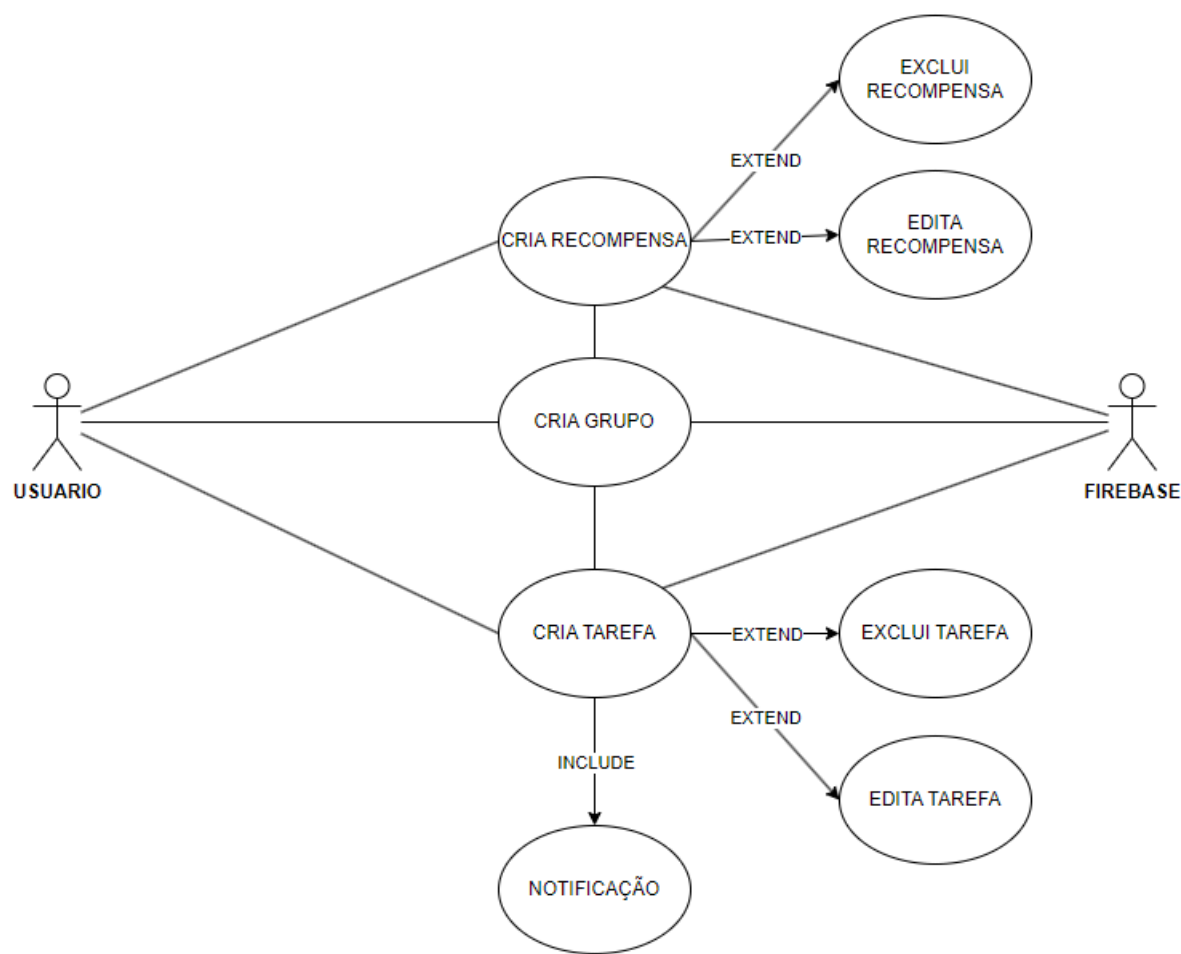 EXCLUI
RECOMPENSA
EXTEND
CRIA RECOMPENSA
EXTEND
EDITA
RECOMPENSA
CRIA GRUPO
USUARIO
FIREBASE
CRIA TAREFA
EXTEND
EXCLUI TAREFA
EXTEND
INCLUDE
EDITA TAREFA
NOTIFICAÇÃO